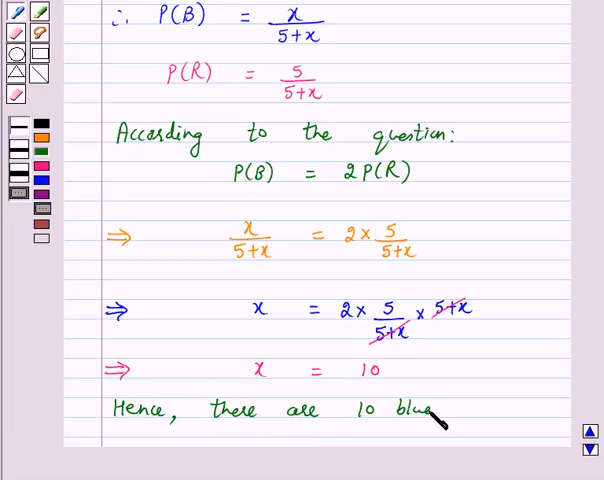 ∴ P(B) = x/(5+x)
P(R) = 5/(5+x)
According to the question:
P(B) = 2P(R)
⇒ x/(5+x) = 2 × 5/(5+x)
⇒ x = 2 × 5/(5+x) × 5+x
⇒ x = 10
Hence, there are 10 blue